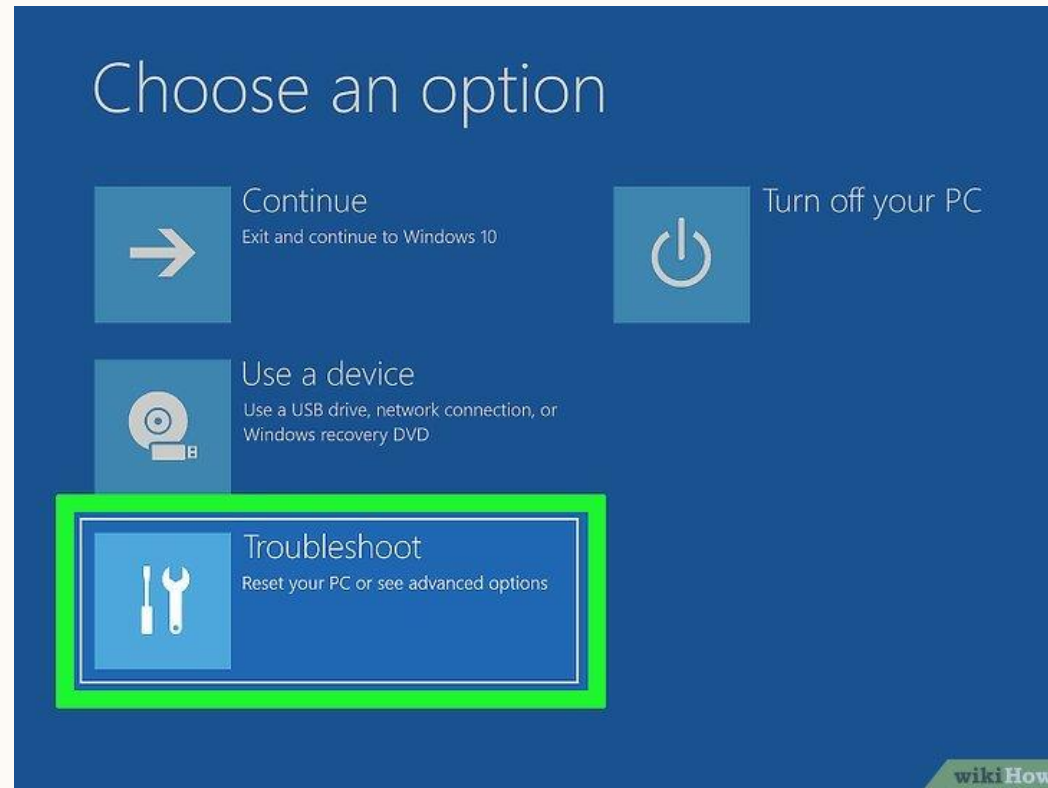 Choose an option
Continue
Exit and continue to Windows 10
Turn off your PC
Use a device
Use a USB drive, network connection, or
Windows recovery DVD
Troubleshoot
Reset your PC or see advanced options
wikiHow